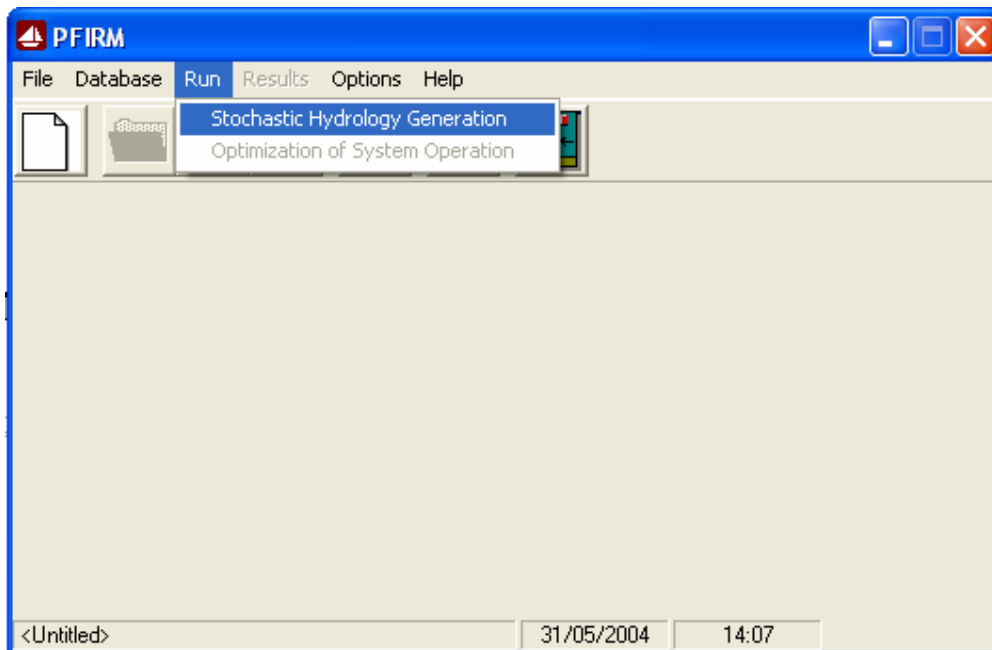 PFIRM
File Database Run Results Options Help
Stochastic Hydrology Generation
Optimization of System Operation
<Untitled> 31/05/2004 14:07